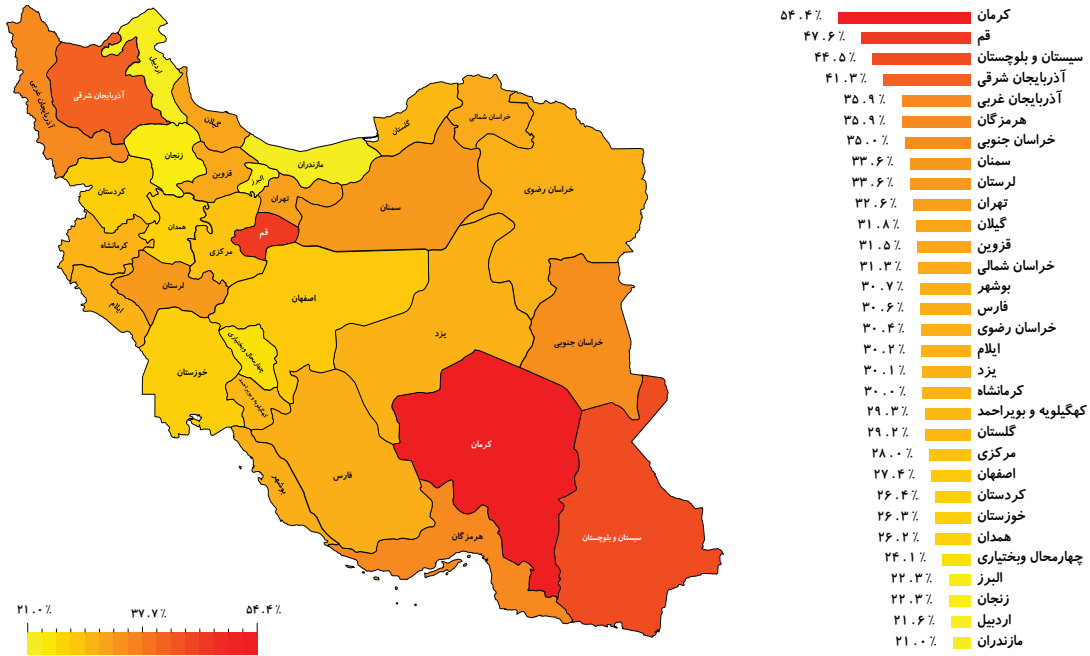 کرمان ۵۴.۴٪
قم ۴۷.۶٪
سیستان و بلوچستان ۴۴.۵٪
آذربایجان شرقی ۴۱.۳٪
آذربایجان غربی ۳۵.۹٪
هرمزگان ۳۵.۹٪
خراسان جنوبی ۳۵.۰٪
سمنان ۳۳.۶٪
لرستان ۳۳.۶٪
تهران ۳۲.۶٪
گیلان ۳۱.۸٪
قزوین ۳۱.۵٪
خراسان شمالی ۳۱.۳٪
بوشهر ۳۰.۷٪
فارس ۳۰.۶٪
خراسان رضوی ۳۰.۴٪
ایلام ۳۰.۲٪
یزد ۳۰.۱٪
کرمانشاه ۳۰.۰٪
کهگیلویه و بویراحمد ۲۹.۳٪
گلستان ۲۹.۲٪
مرکزی ۲۸.۰٪
اصفهان ۲۷.۴٪
کردستان ۲۶.۴٪
خوزستان ۲۶.۳٪
همدان ۲۶.۲٪
چهارمحال وبختیاری ۲۴.۱٪
البرز ۲۲.۳٪
زنجان ۲۲.۳٪
اردبیل ۲۱.۶٪
مازندران ۲۱.۰٪
اردبیل
آذربایجان شرقی
آذربایجان غربی
گیلان
خراسان شمالی
گلستان
زنجان
مازندران
قزوین
البرز
خراسان رضوی
کردستان
تهران
سمنان
همدان
قم
کرمانشاه
مرکزی
لرستان
اصفهان
ایلام
یزد
چهارمحال وبختیاری
خراسان جنوبی
خوزستان
کهگیلویه و بویراحمد
کرمان
فارس
بوشهر
هرمزگان
سیستان و بلوچستان
۲۱.۰٪ ۳۷.۷٪ ۵۴.۴٪